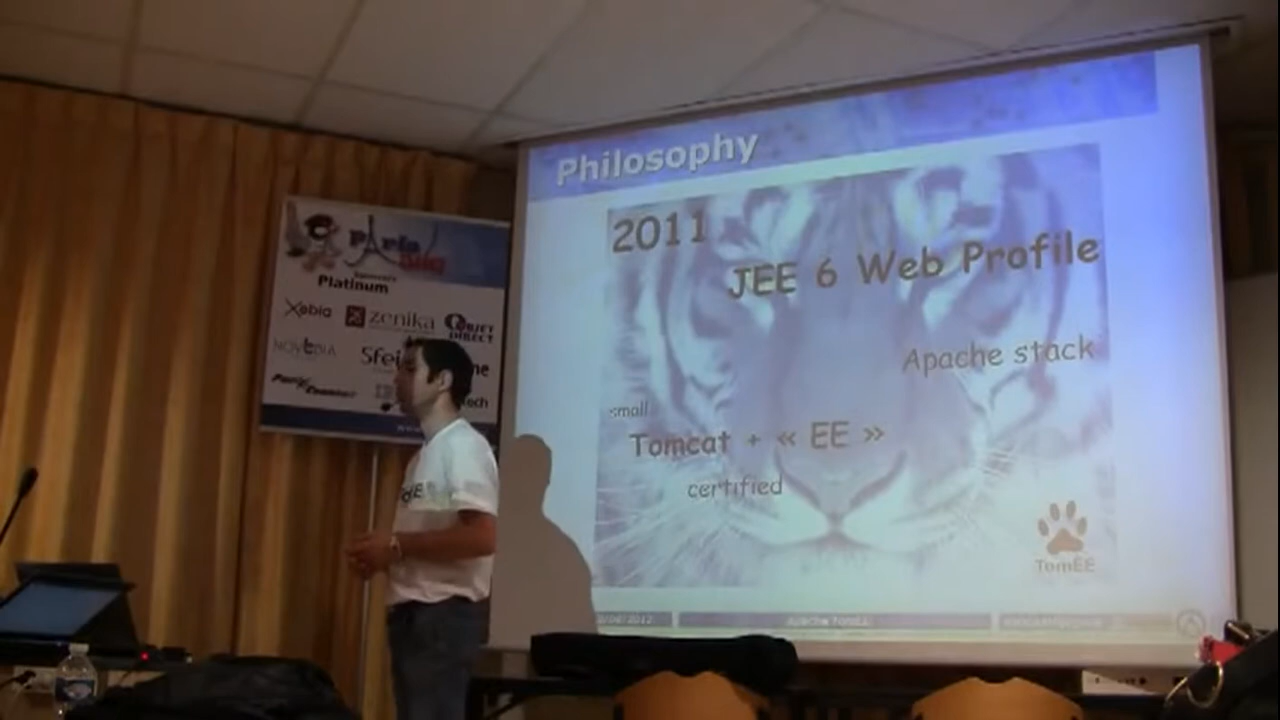 Philosophy
2011
JEE 6 Web Profile
Apache stack
small
Tomcat + « EE »
certified
TomEE
Paris
JUG
Platinum
Xebia
zenika
OBJET
DIRECT